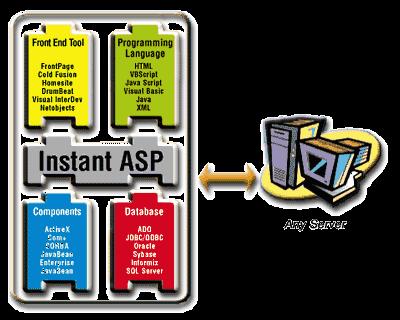 Front End Tool
FrontPage
Cold Fusion
Homesite
DrumBeat
Visual InterDev
Netobjects
Programming
Language
HTML
VBScript
Java Script
Visual Basic
Java
XML
Instant ASP
Any Server
Components
ActiveX
Com+
CORBA
JavaBean
Enterprise
JavaBean
Database
ADO
JDBC/ODBC
Oracle
Sybase
Informix
SQL Server